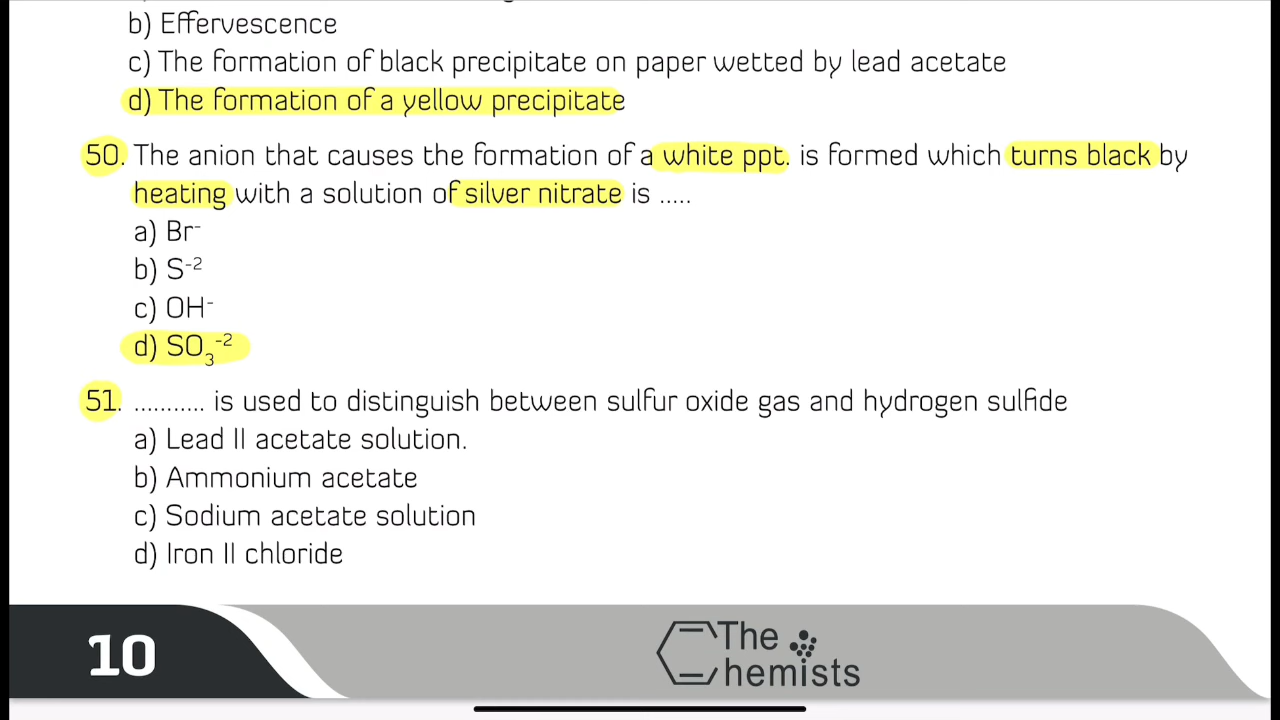 b) Effervescence
c) The formation of black precipitate on paper wetted by lead acetate
d) The formation of a yellow precipitate
50. The anion that causes the formation of a white ppt. is formed which turns black by
heating with a solution of silver nitrate is .....
a) Br⁻
b) S⁻²
c) OH⁻
d) SO₃⁻²
51. ........... is used to distinguish between sulfur oxide gas and hydrogen sulfide
a) Lead II acetate solution.
b) Ammonium acetate
c) Sodium acetate solution
d) Iron II chloride
10
The
Chemists